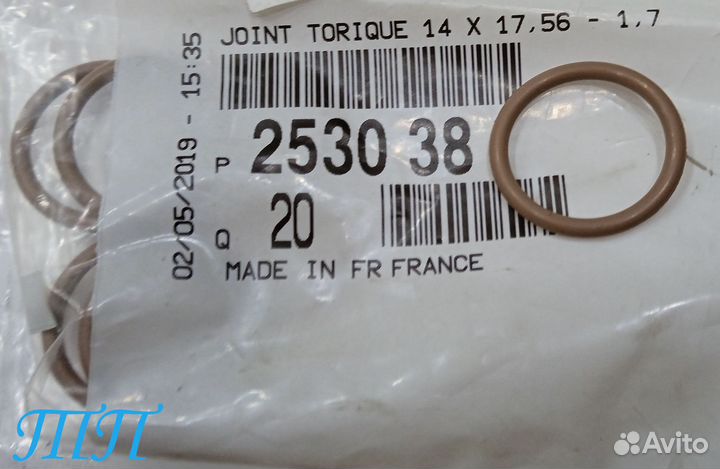 JOINT TORIQUE 14 X 17,56 - 1,7
02/05/2019 - 15:35
P 2530 38
Q 20
MADE IN FR FRANCE
ТТП
Avito